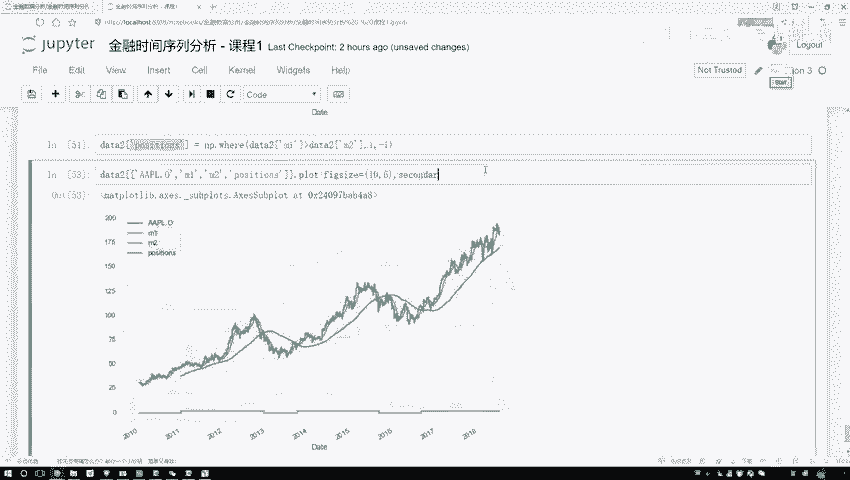 jupyter 金融时间序列分析 - 课程1 Last Checkpoint: 2 hours ago (unsaved changes)
Logout
File Edit View Insert Cell Kernel Widgets Help
Not Trusted
on 3
Code
Date
In [51]: data2['positions'] = np.where(data2['m1']>data2['m2'],1,-1)
In [53]: data2[['AAPL.O','m1','m2','positions']].plot(figsize=(10,6),secondar
Out[53]: <matplotlib.axes._subplots.AxesSubplot at 0x24097bab4a8>
200
AAPL.O
m1
m2
positions
175
150
125
100
75
50
25
0
2010 2011 2012 2013 2014 2015 2016 2017 2018
Date